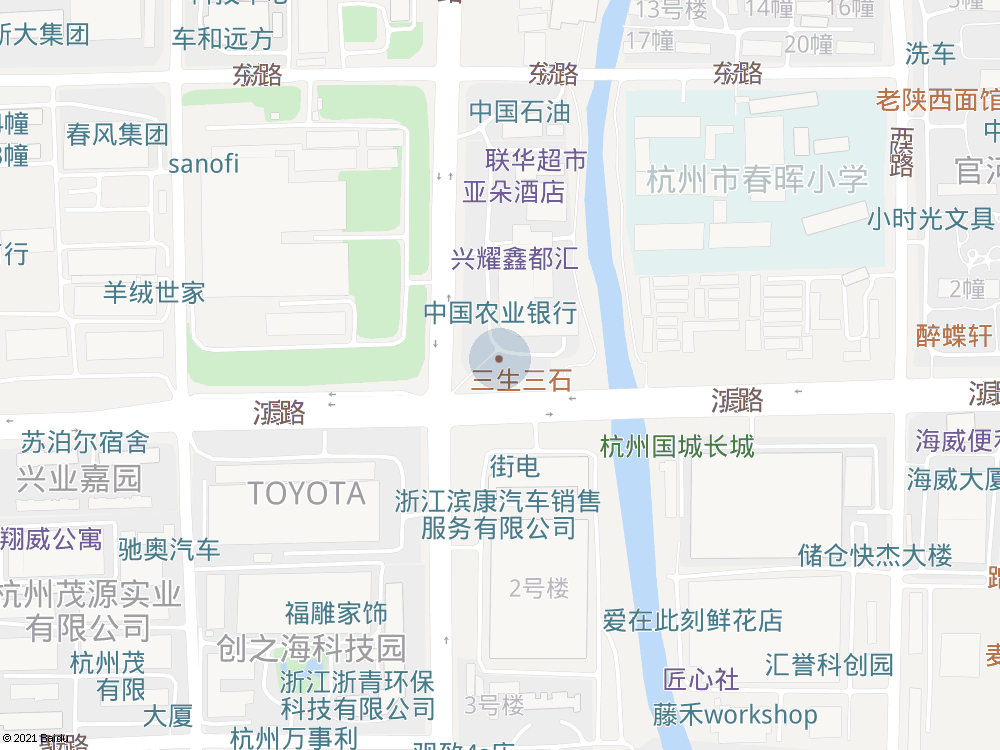 13号楼
14幢
16幢
新大集团
车和远方
17幢
20幢
洗车
东路
东路
东路
老陕西面馆
4幢
春风集团
中国石油
3幢
sanofi
联华超市
西陵路
官河
亚朵酒店
杭州市春晖小学
小时光文具
行
兴耀鑫都汇
羊绒世家
2幢
中国农业银行
醉蝶轩
三生三石
路
路
苏泊尔宿舍
杭州国城长城
海威便利
兴业嘉园
街电
海威大厦
TOYOTA
浙江滨康汽车销售
服务有限公司
翔威公寓
驰奥汽车
储仓快杰大楼
杭州茂源实业
有限公司
2号楼
福雕家饰
爱在此刻鲜花店
创之海科技园
杭州茂
有限
浙江浙青环保
科技有限公司
汇誉科创园
匠心社
大厦
3号楼
藤禾workshop
杭州万事利
© 2021 Baidu